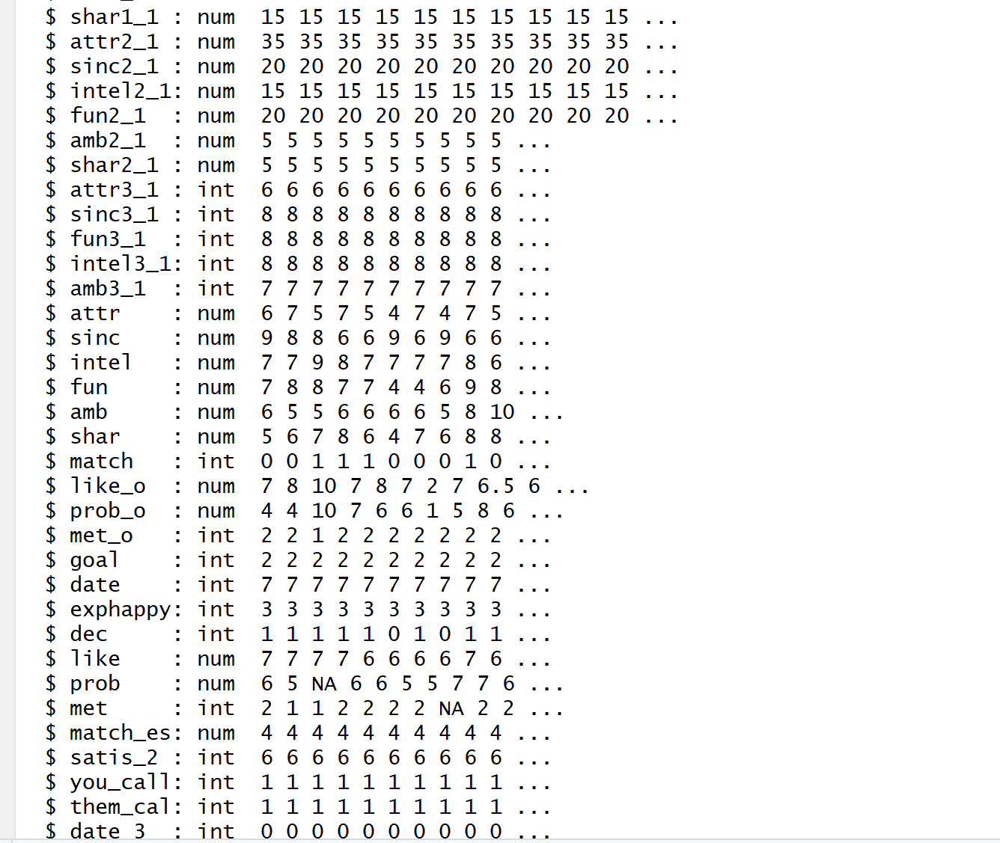 $ shar1_1 : num  15 15 15 15 15 15 15 15 15 15 ...
$ attr2_1 : num  35 35 35 35 35 35 35 35 35 35 ...
$ sinc2_1 : num  20 20 20 20 20 20 20 20 20 20 ...
$ intel2_1: num  15 15 15 15 15 15 15 15 15 15 ...
$ fun2_1  : num  20 20 20 20 20 20 20 20 20 20 ...
$ amb2_1  : num  5 5 5 5 5 5 5 5 5 5 ...
$ shar2_1 : num  5 5 5 5 5 5 5 5 5 5 ...
$ attr3_1 : int  6 6 6 6 6 6 6 6 6 6 ...
$ sinc3_1 : int  8 8 8 8 8 8 8 8 8 8 ...
$ fun3_1  : int  8 8 8 8 8 8 8 8 8 8 ...
$ intel3_1: int  8 8 8 8 8 8 8 8 8 8 ...
$ amb3_1  : int  7 7 7 7 7 7 7 7 7 7 ...
$ attr    : num  6 7 5 7 5 4 7 4 7 5 ...
$ sinc    : num  9 8 8 6 6 9 6 9 6 6 ...
$ intel   : num  7 7 9 8 7 7 7 7 8 6 ...
$ fun     : num  7 8 8 7 7 4 4 6 9 8 ...
$ amb     : num  6 5 5 6 6 6 6 5 8 10 ...
$ shar    : num  5 6 7 8 6 4 7 6 8 8 ...
$ match   : int  0 0 1 1 1 0 0 0 1 0 ...
$ like_o  : num  7 8 10 7 8 7 2 7 6.5 6 ...
$ prob_o  : num  4 4 10 7 6 6 1 5 8 6 ...
$ met_o   : int  2 2 1 2 2 2 2 2 2 2 ...
$ goal    : int  2 2 2 2 2 2 2 2 2 2 ...
$ date    : int  7 7 7 7 7 7 7 7 7 7 ...
$ exphappy: int  3 3 3 3 3 3 3 3 3 3 ...
$ dec     : int  1 1 1 1 1 0 1 0 1 1 ...
$ like    : num  7 7 7 7 6 6 6 6 7 6 ...
$ prob    : num  6 5 NA 6 6 5 5 7 7 6 ...
$ met     : int  2 1 1 2 2 2 2 NA 2 2 ...
$ match_es: num  4 4 4 4 4 4 4 4 4 4 ...
$ satis_2 : int  6 6 6 6 6 6 6 6 6 6 ...
$ you_call: int  1 1 1 1 1 1 1 1 1 1 ...
$ them_cal: int  1 1 1 1 1 1 1 1 1 1 ...
$ date_3  : int  0 0 0 0 0 0 0 0 0 0 ...